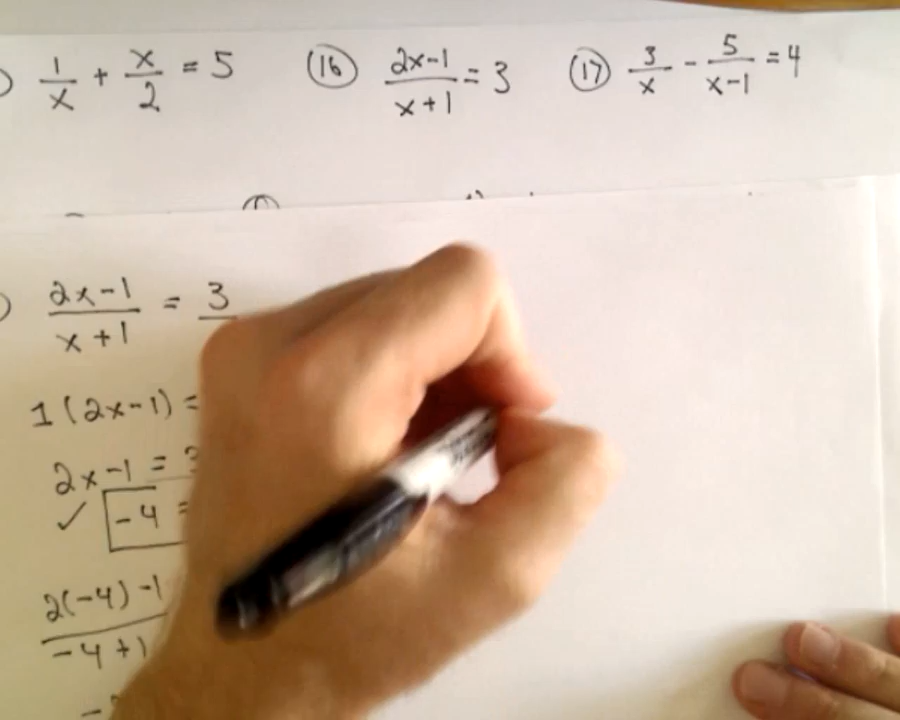 ) 1/x + x/2 = 5 (16) 2x-1/x+1 = 3 (17) 3/x - 5/x-1 = 4
) 2x-1/x+1 = 3
1(2x-1) =
2x-1 =
✓ -4 =
2(-4)-1
-4+1